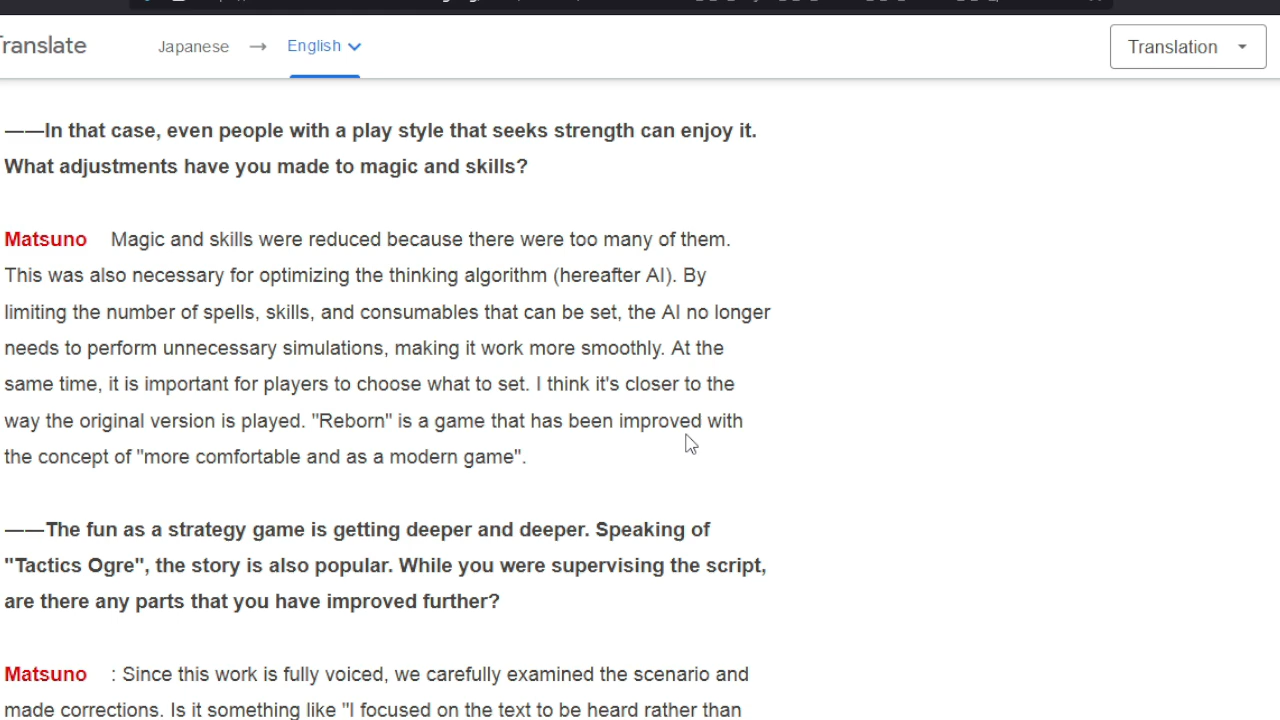 Translate
Japanese → English
Translation
——In that case, even people with a play style that seeks strength can enjoy it.
What adjustments have you made to magic and skills?
Matsuno Magic and skills were reduced because there were too many of them.
This was also necessary for optimizing the thinking algorithm (hereafter AI). By
limiting the number of spells, skills, and consumables that can be set, the AI no longer
needs to perform unnecessary simulations, making it work more smoothly. At the
same time, it is important for players to choose what to set. I think it's closer to the
way the original version is played. "Reborn" is a game that has been improved with
the concept of "more comfortable and as a modern game".
——The fun as a strategy game is getting deeper and deeper. Speaking of
"Tactics Ogre", the story is also popular. While you were supervising the script,
are there any parts that you have improved further?
Matsuno : Since this work is fully voiced, we carefully examined the scenario and
made corrections. Is it something like "I focused on the text to be heard rather than